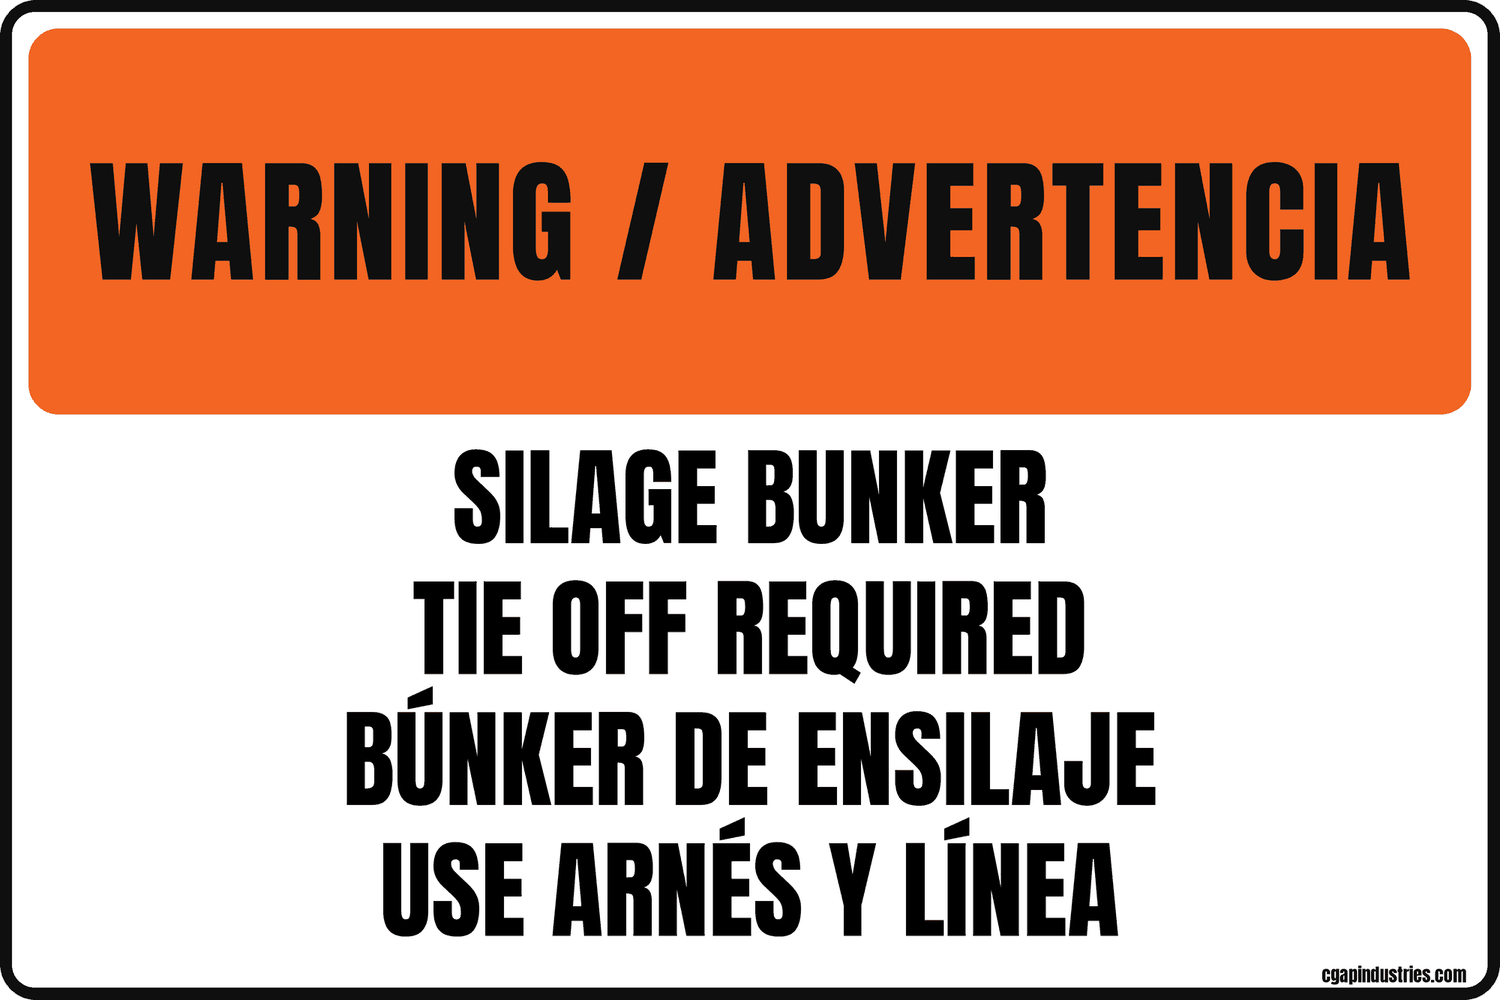 WARNING / ADVERTENCIA
SILAGE BUNKER
TIE OFF REQUIRED
BÚNKER DE ENSILAJE
USE ARNÉS Y LÍNEA
cgapindustries.com